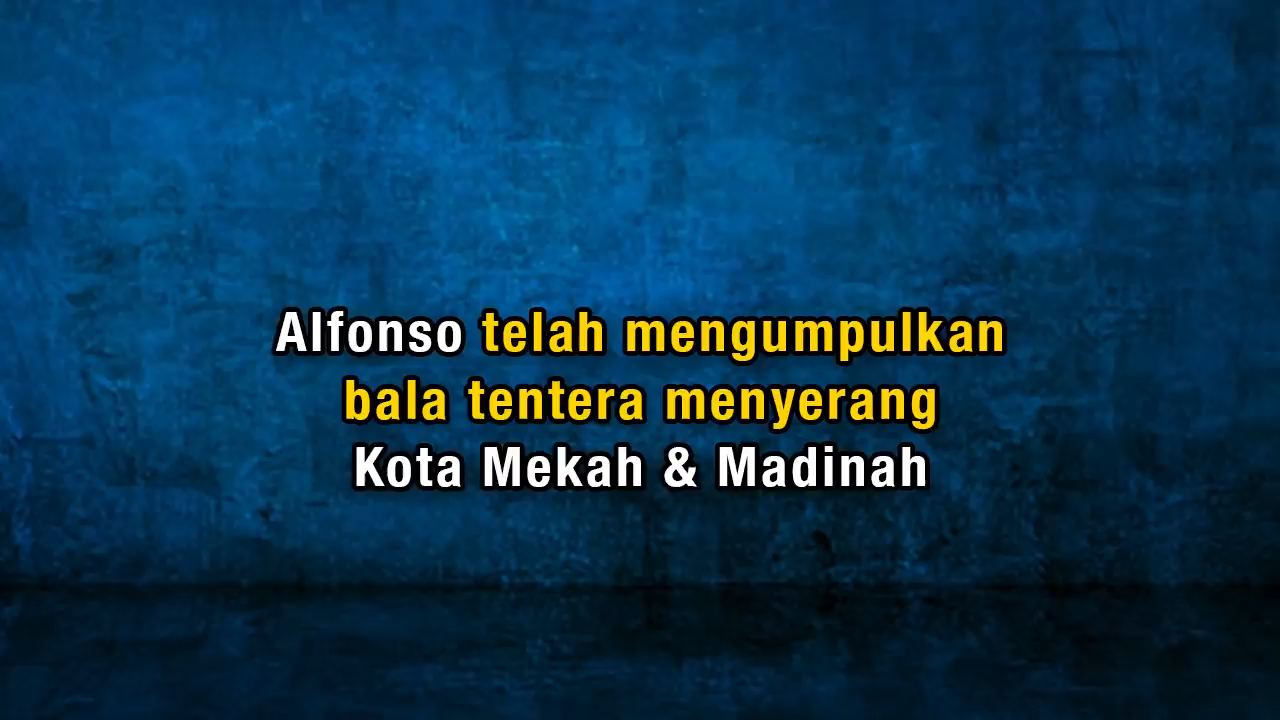 Alfonso telah mengumpulkan
bala tentera menyerang
Kota Mekah & Madinah